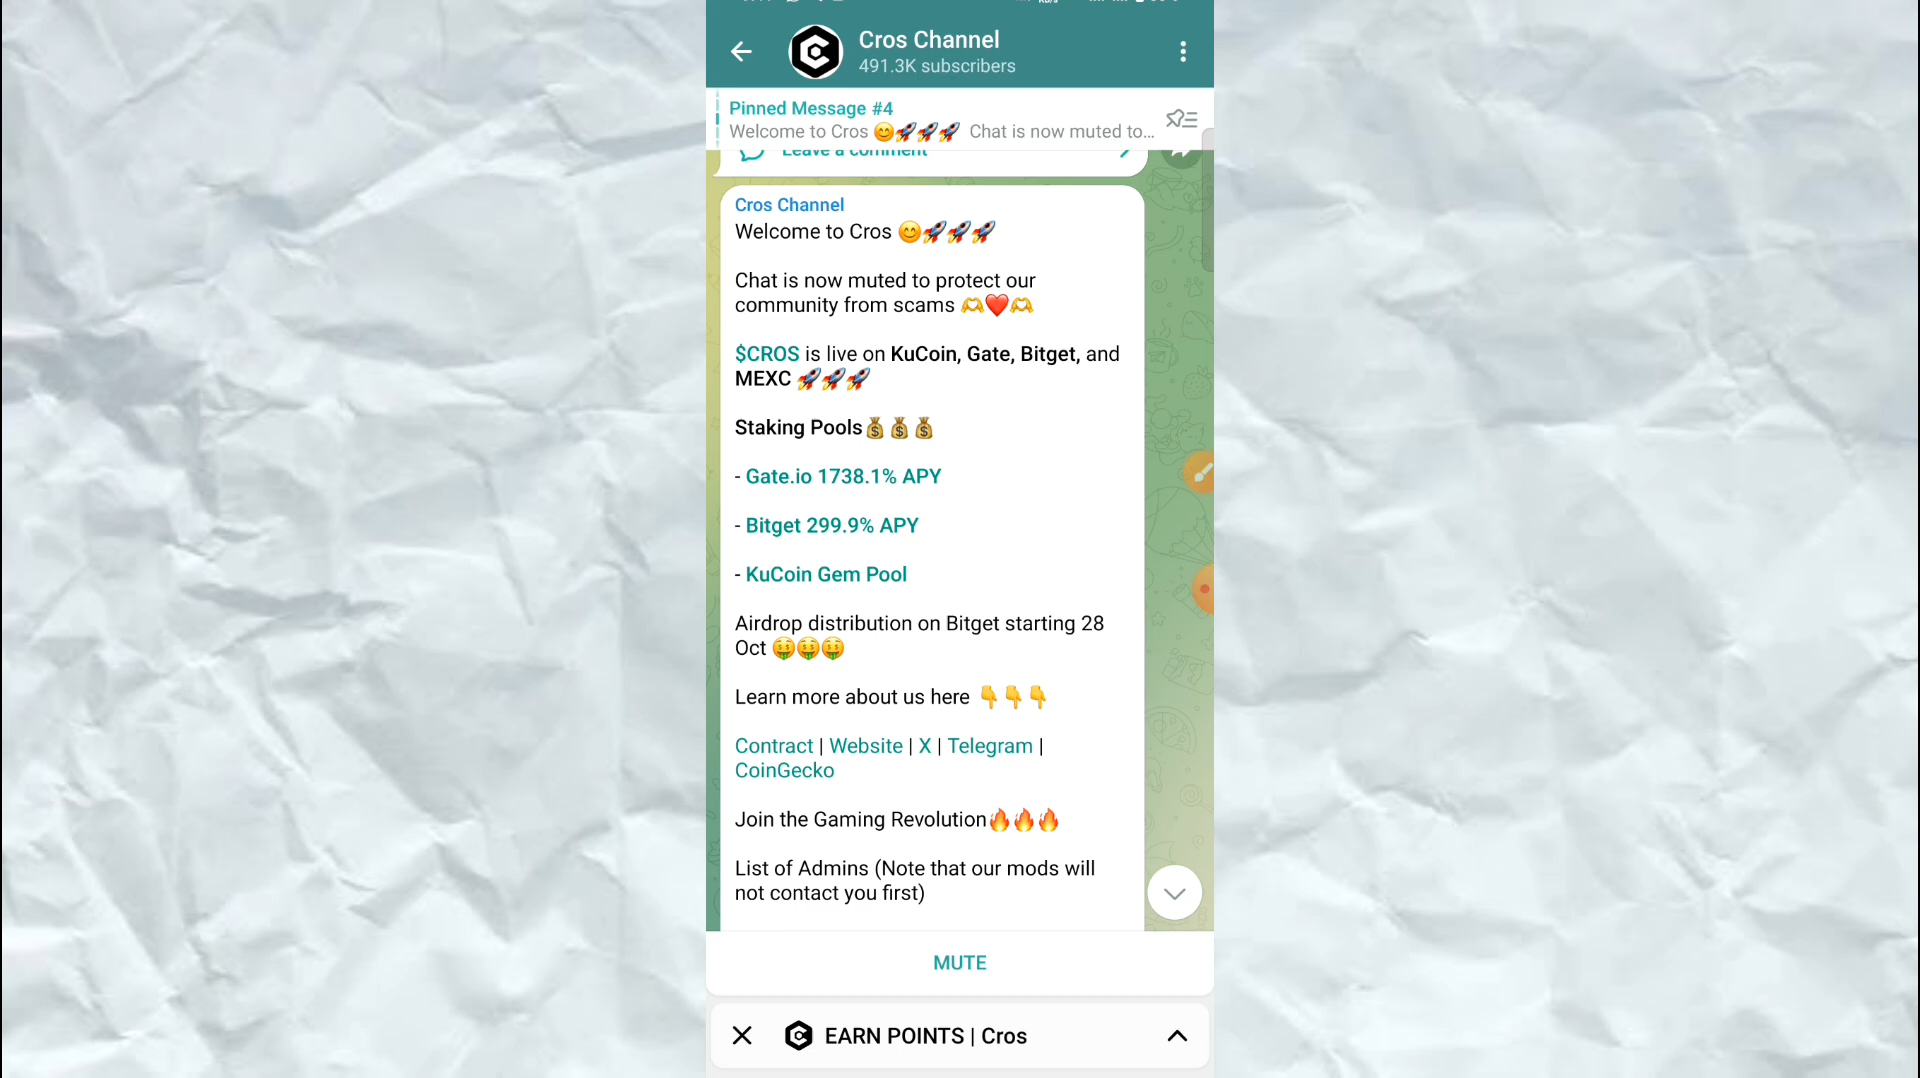 Cros Channel
491.3K subscribers
Pinned Message #4
Welcome to Cros 😊🚀🚀🚀 Chat is now muted to...
Leave a comment
Cros Channel
Welcome to Cros 😊🚀🚀🚀
Chat is now muted to protect our
community from scams 🫶❤️🫶
$CROS is live on KuCoin, Gate, Bitget, and
MEXC 🚀🚀🚀
Staking Pools💰💰💰
- Gate.io 1738.1% APY
- Bitget 299.9% APY
- KuCoin Gem Pool
Airdrop distribution on Bitget starting 28
Oct 🤑🤑🤑
Learn more about us here 👇👇👇
Contract | Website | X | Telegram |
CoinGecko
Join the Gaming Revolution🔥🔥🔥
List of Admins (Note that our mods will
not contact you first)
MUTE
EARN POINTS | Cros